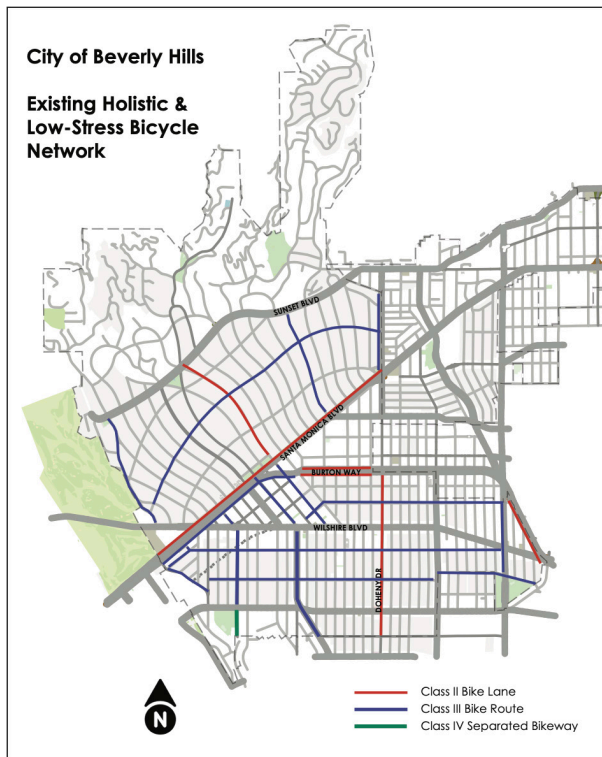 City of Beverly Hills
Existing Holistic &
Low-Stress Bicycle
Network
SUNSET BLVD
SANTA MONICA BLVD
BURTON WAY
WILSHIRE BLVD
DOHENY DR
N
Class II Bike Lane
Class III Bike Route
Class IV Separated Bikeway